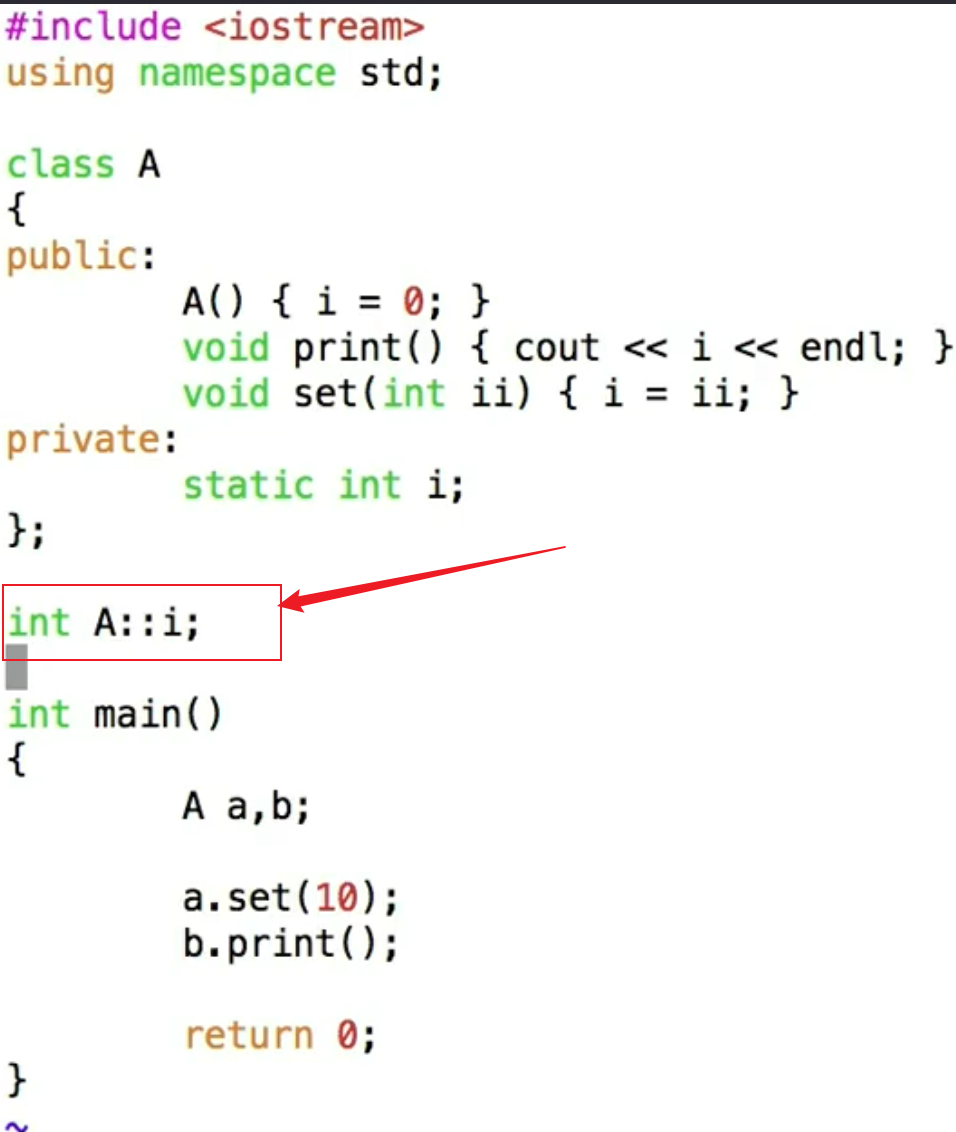 #include <iostream>
using namespace std;
class A
{
public:
A() { i = 0; }
void print() { cout << i << endl; }
void set(int ii) { i = ii; }
private:
static int i;
};
int A::i;
int main()
{
A a,b;
a.set(10);
b.print();
return 0;
}
~